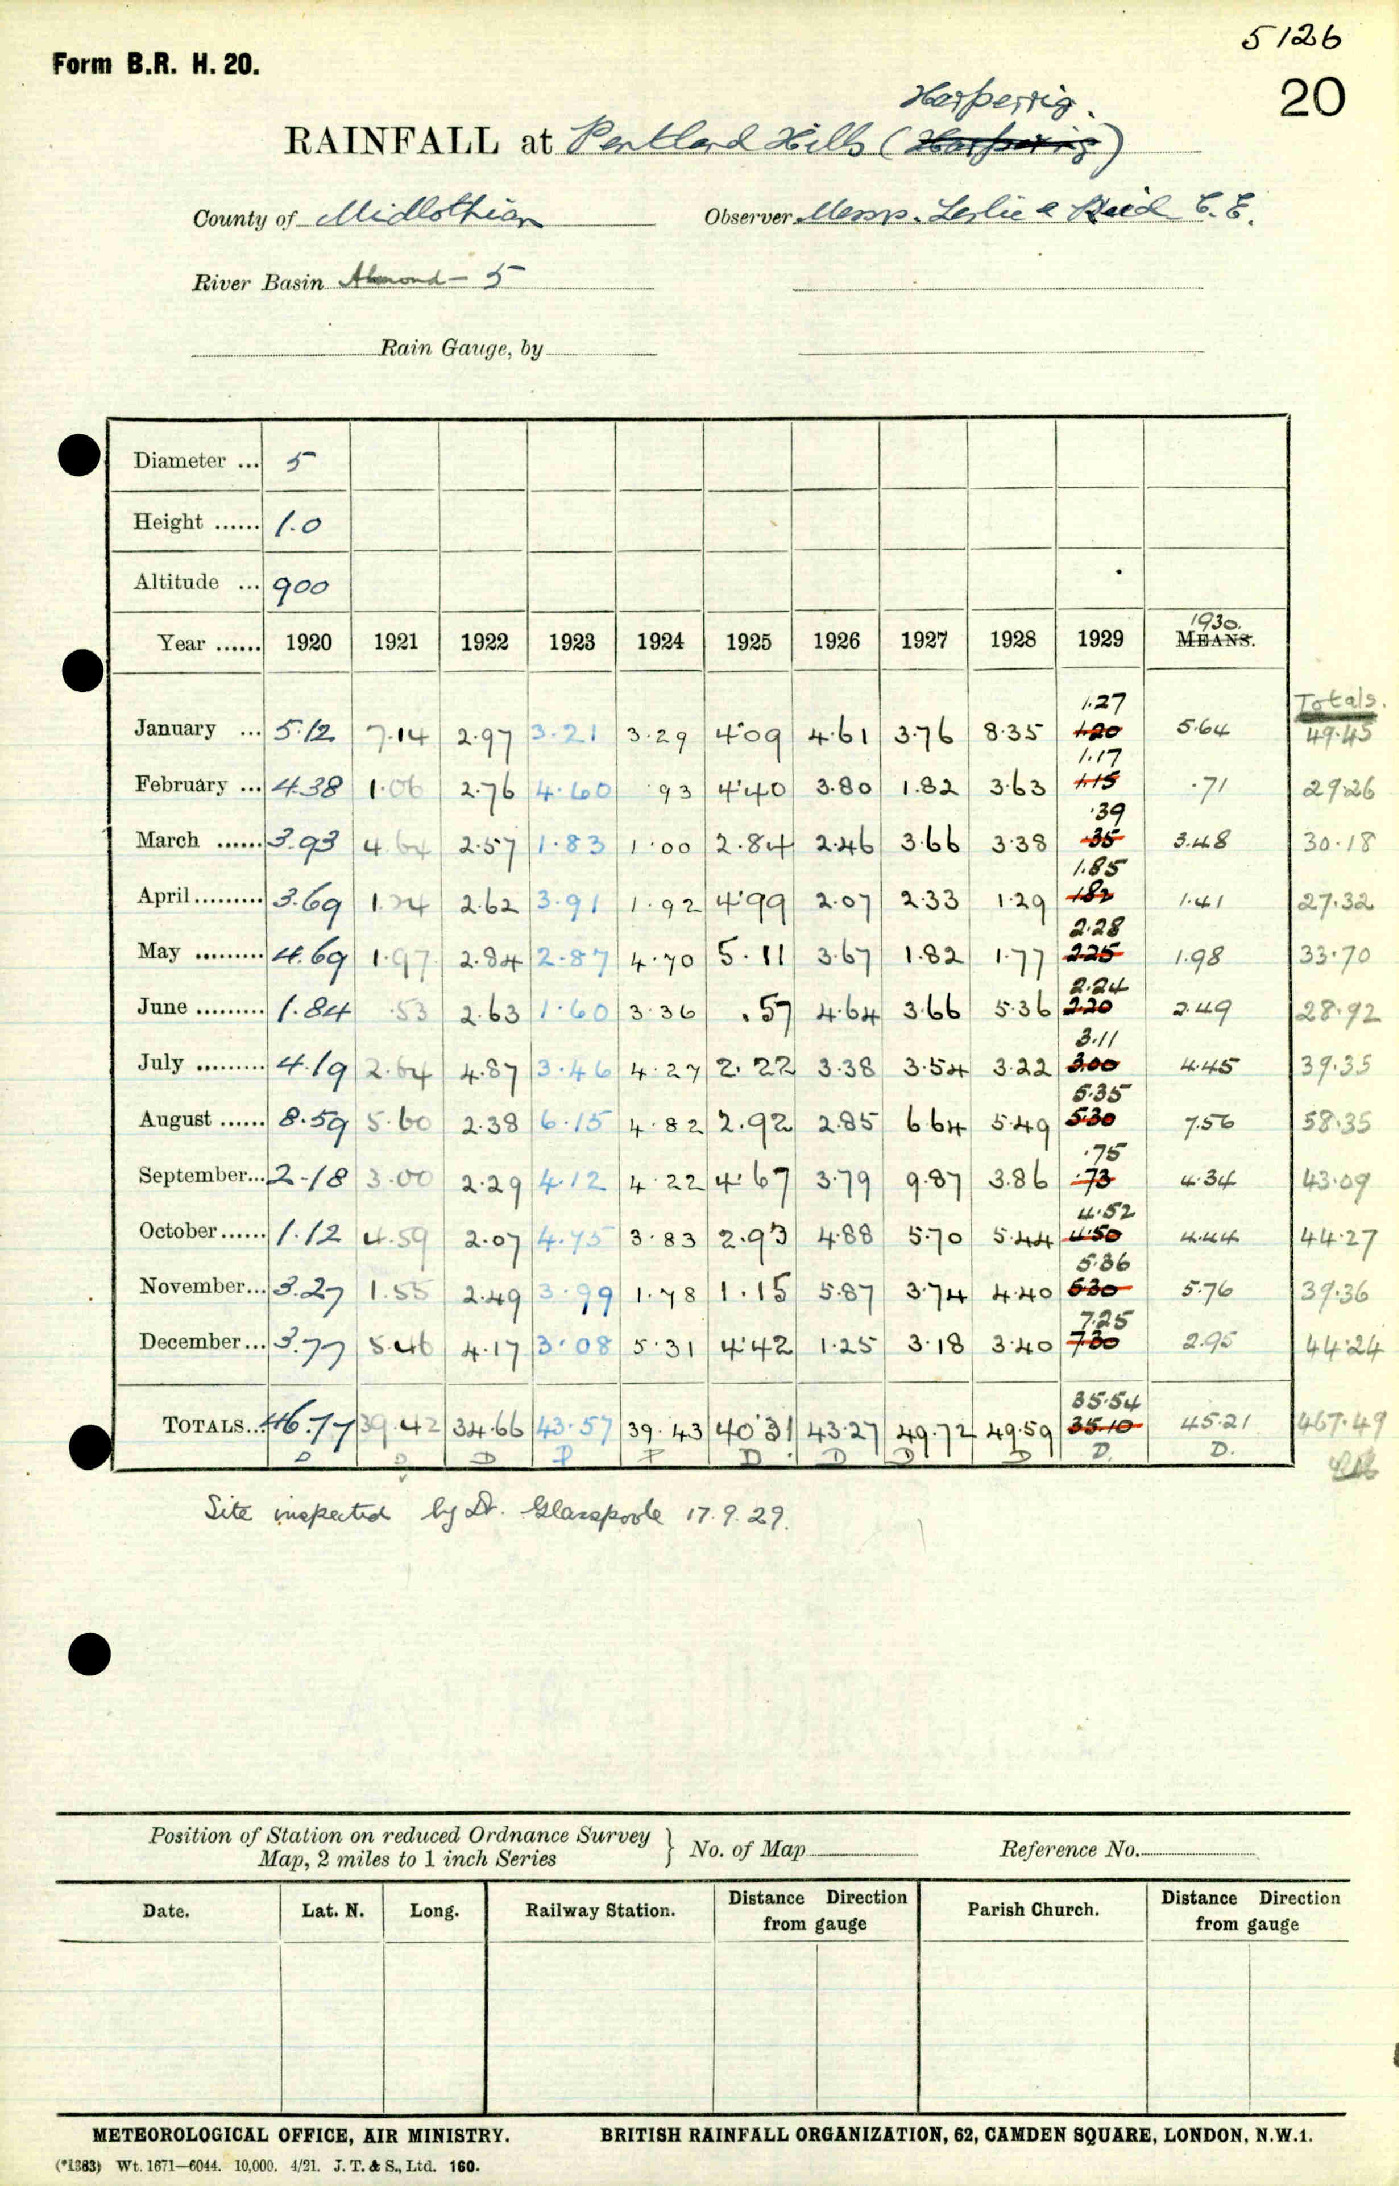 5126
Form B.R. H. 20.
20
Harperrig.
RAINFALL at Pentland Hills (Harperrig)
County of Midlothian Observer Messrs. Leslie & Reid C.E.
River Basin Almond – 5
Rain Gauge, by
Diameter ... 5
Height ...... 1.0
Altitude ... 900
1930.
Year ...... 1920 1921 1922 1923 1924 1925 1926 1927 1928 1929 MEANS.
Totals.
1.27
January ... 5.12 7.14 2.97 3.21 3.29 4.09 4.61 3.76 8.35 1.20 5.64 49.45
1.17
February ... 4.38 1.06 2.76 4.60 .93 4.40 3.80 1.82 3.63 1.15 .71 29.26
.39
March ...... 3.93 4.64 2.57 1.83 1.00 2.84 2.46 3.66 3.38 .35 3.48 30.18
1.85
April ......... 3.69 1.24 2.62 3.91 1.92 4.99 2.07 2.33 1.29 1.82 1.41 27.32
2.28
May ......... 4.69 1.97 2.84 2.87 4.70 5.11 3.67 1.82 1.77 2.25 1.98 33.70
2.24
June ......... 1.84 .53 2.63 1.60 3.36 .57 4.64 3.66 5.36 2.20 2.49 28.92
3.11
July ......... 4.19 2.64 4.87 3.46 4.27 2.22 3.38 3.54 3.22 3.00 4.45 39.35
5.35
August ...... 8.59 5.60 2.38 6.15 4.82 2.92 2.85 6.64 5.49 5.30 7.56 58.35
.75
September... 2.18 3.00 2.29 4.12 4.22 4.67 3.79 9.87 3.86 .73 4.34 43.09
4.52
October ...... 1.12 4.59 2.07 4.75 3.83 2.93 4.88 5.70 5.44 4.50 4.44 44.27
5.36
November... 3.27 1.55 2.49 3.99 1.78 1.15 5.87 3.74 4.40 5.30 5.76 39.36
7.25
December... 3.77 5.46 4.17 3.08 5.31 4.42 1.25 3.18 3.40 7.30 2.95 44.24
35.54
TOTALS... 46.77 39.42 34.66 43.57 39.43 40.31 43.27 49.72 49.59 35.10 45.21 467.49
D D D P P D D D D D. D.
Site inspected by Dr. Glasspoole 17.9.29.
Position of Station on reduced Ordnance Survey
Map, 2 miles to 1 inch Series } No. of Map Reference No.
Date. Lat. N. Long. Railway Station. Distance Direction from gauge Parish Church. Distance Direction from gauge
METEOROLOGICAL OFFICE, AIR MINISTRY. BRITISH RAINFALL ORGANIZATION, 62, CAMDEN SQUARE, LONDON, N.W.1.
(*1383) Wt. 1671—6044. 10,000. 4/21. J. T. & S., Ltd. 160.